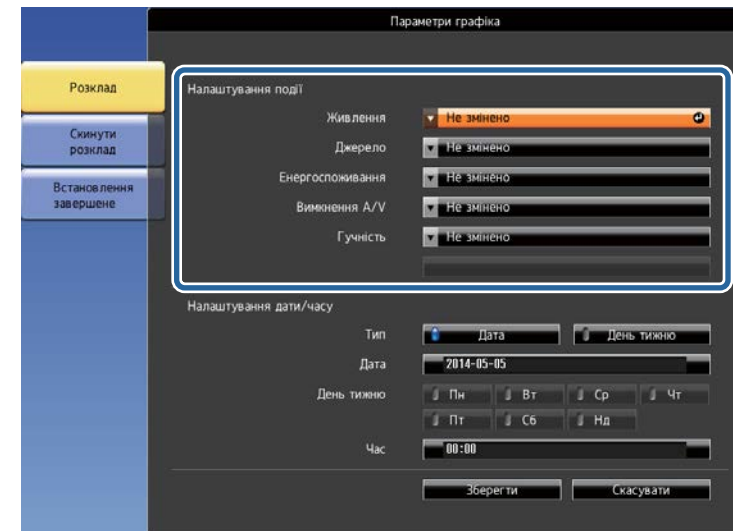 Параметри графіка
Розклад
Скинути
розклад
Встановлення
завершене
Налаштування події
Живлення Не змінено
Джерело Не змінено
Енергоспоживання Не змінено
Вимкнення A/V Не змінено
Гучність Не змінено
Налаштування дати/часу
Тип Дата День тижню
Дата 2014-05-05
День тижню Пн Вт Ср Чт
Пт Сб Нд
Час 00:00
Зберегти Скасувати